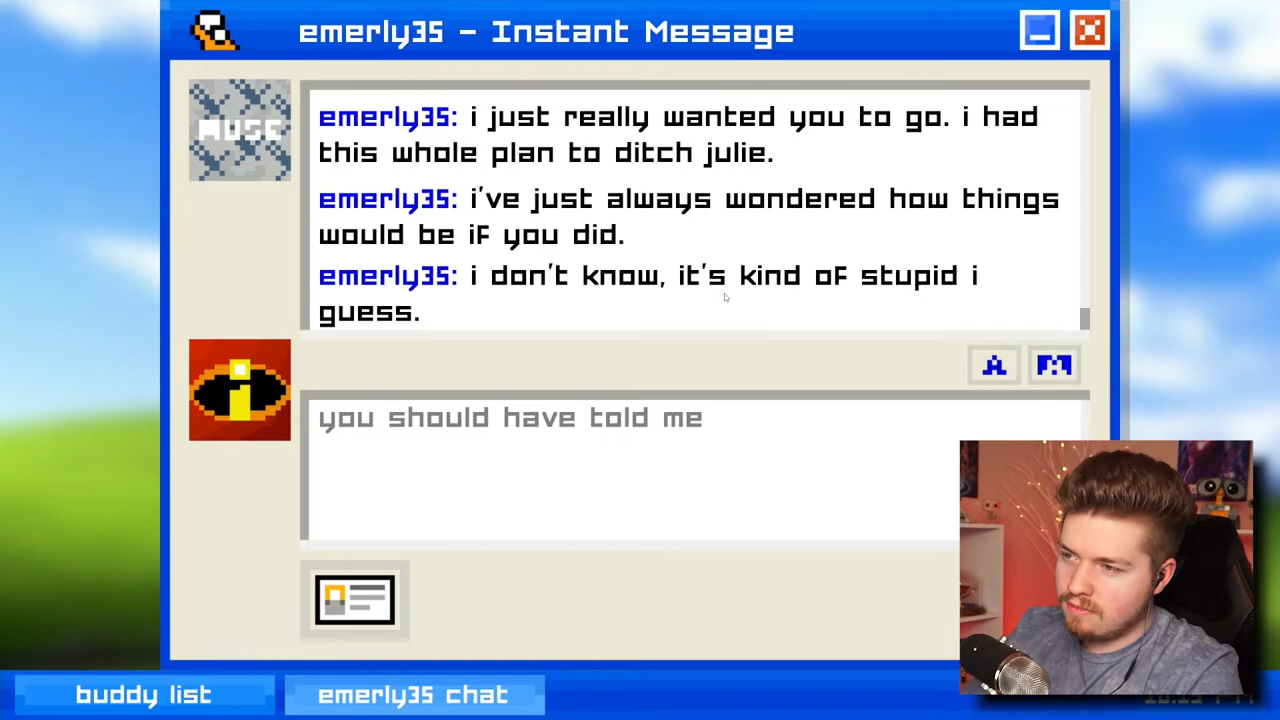 emerly35 - Instant Message
MUSE
emerly35: i just really wanted you to go. i had
this whole plan to ditch julie.
emerly35: i've just always wondered how things
would be if you did.
emerly35: i don't know, it's kind of stupid i
guess.
A
i
you should have told me
buddy list
emerly35 chat